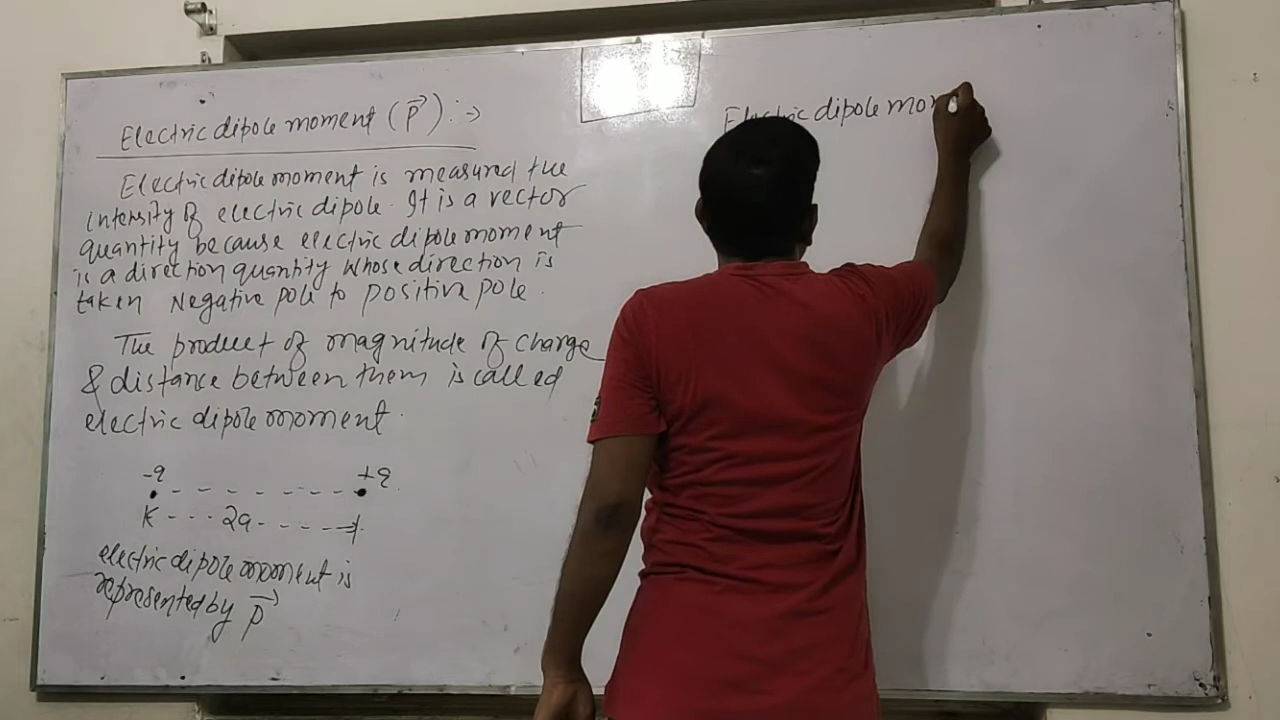 Electric dipole moment (p⃗) :→
Electric dipole moment is measured the
intensity of electric dipole. It is a vector
quantity because electric dipole moment
is a direction quantity whose direction is
taken Negative pole to positive pole.
The product of magnitude of charge
& distance between them is called
electric dipole moment.
-q +q
2a
electric dipole moment is
represented by p⃗
Electric dipole mom